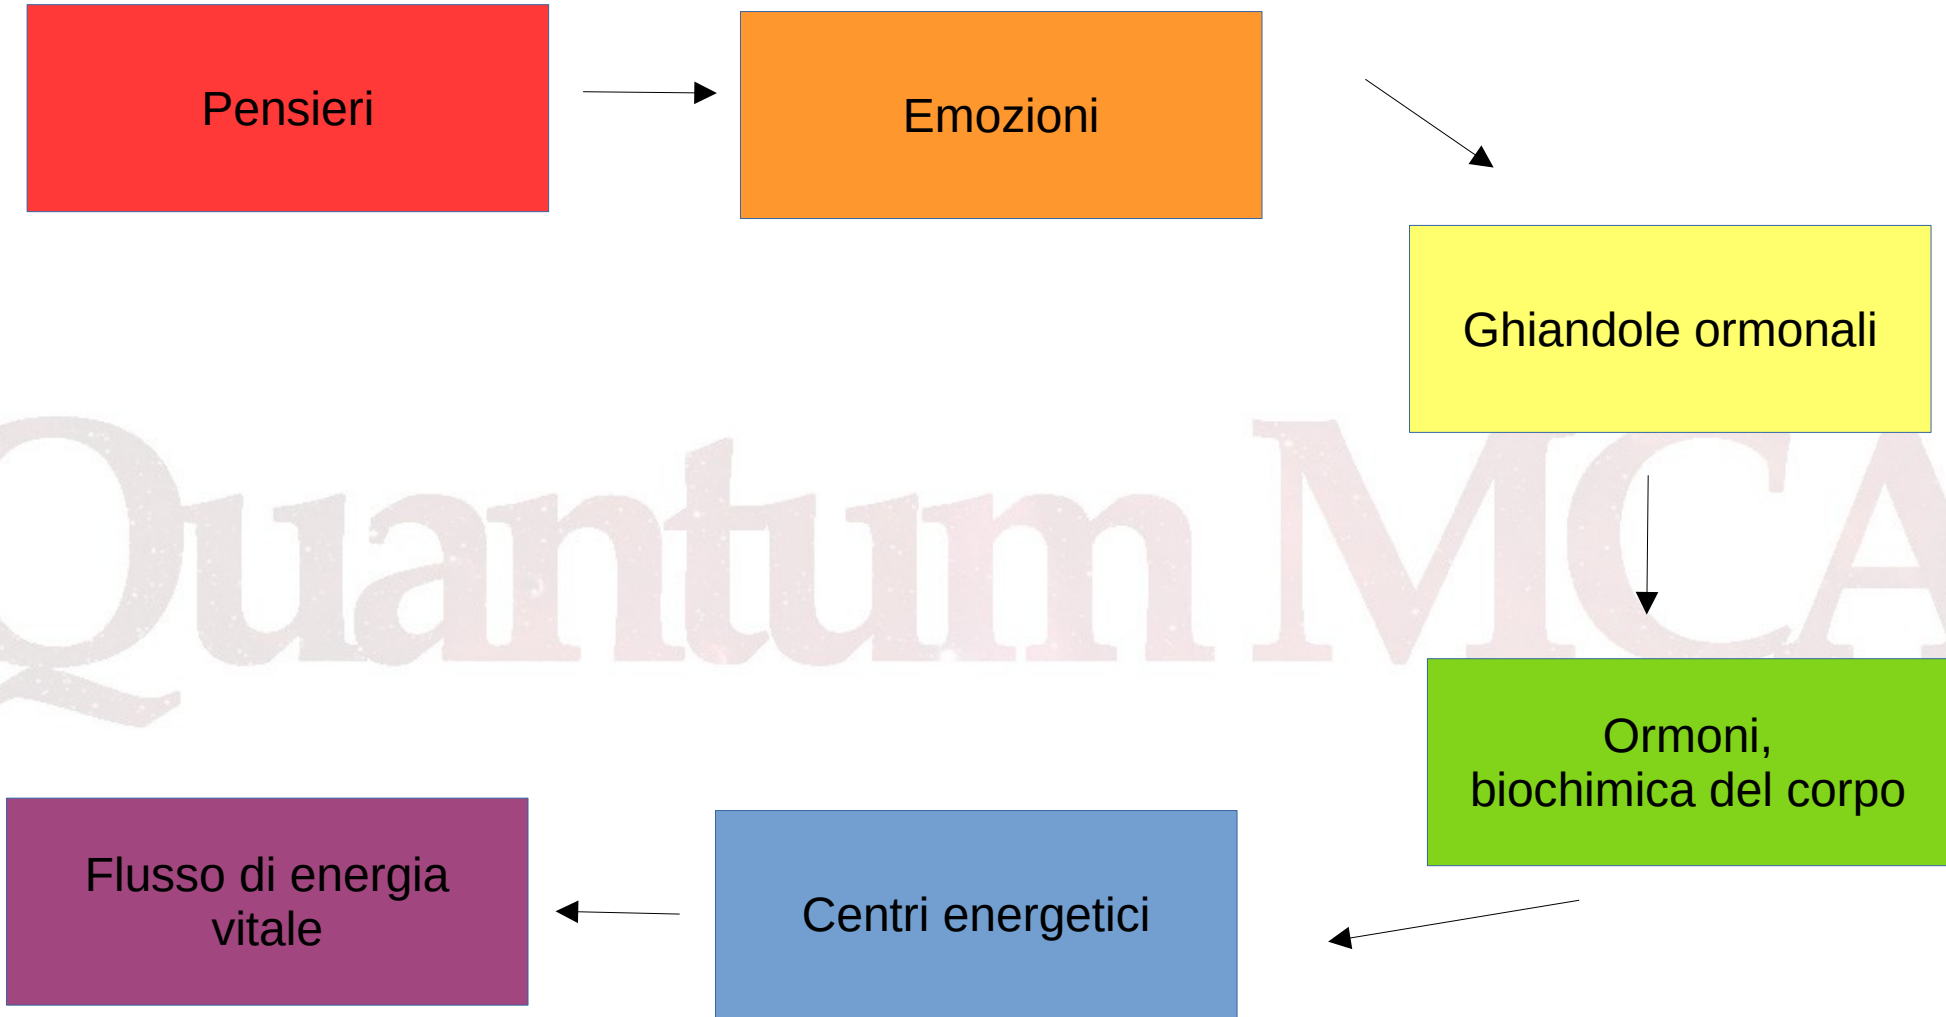 Pensieri
Emozioni
Ghiandole ormonali
Quantum MCA
Ormoni,
biochimica del corpo
Centri energetici
Flusso di energia
vitale